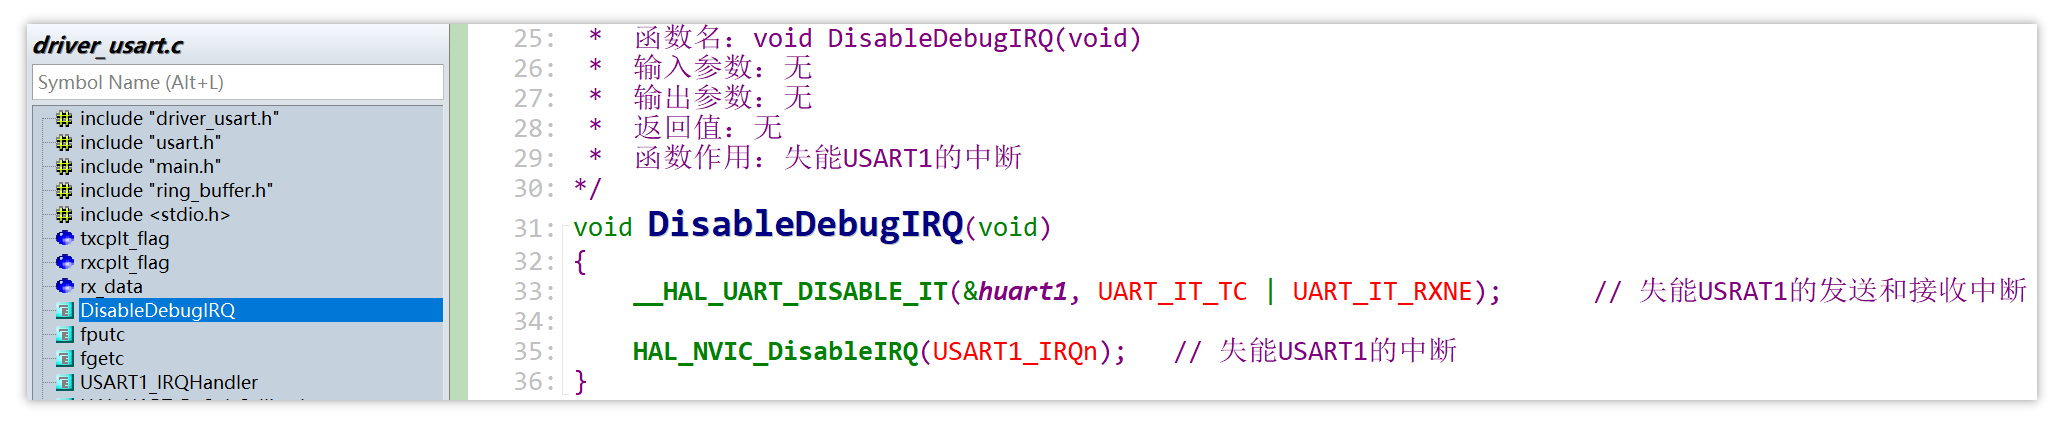 driver_usart.c
Symbol Name (Alt+L)
include "driver_usart.h"
include "usart.h"
include "main.h"
include "ring_buffer.h"
include <stdio.h>
txcplt_flag
rxcplt_flag
rx_data
DisableDebugIRQ
fputc
fgetc
USART1_IRQHandler
25: * 函数名：void DisableDebugIRQ(void)
26: * 输入参数：无
27: * 输出参数：无
28: * 返回值：无
29: * 函数作用：失能USART1的中断
30: */
31: void DisableDebugIRQ(void)
32: {
33: __HAL_UART_DISABLE_IT(&huart1, UART_IT_TC | UART_IT_RXNE); // 失能USRAT1的发送和接收中断
34:
35: HAL_NVIC_DisableIRQ(USART1_IRQn); // 失能USART1的中断
36: }